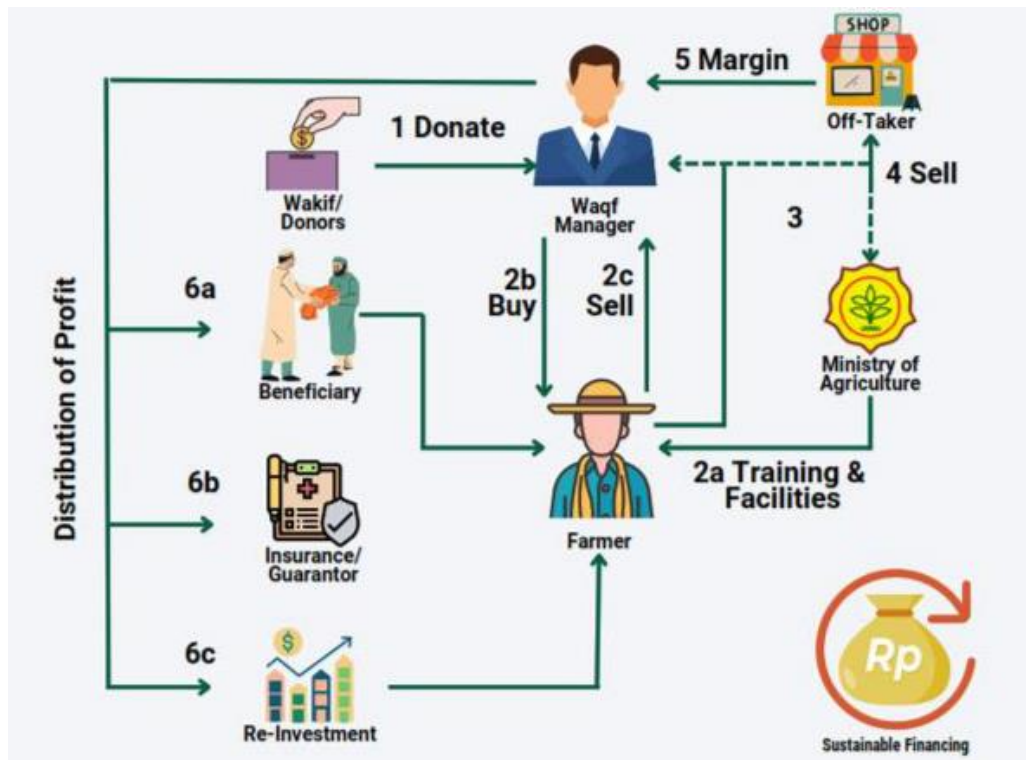 SHOP
5 Margin
Off-Taker
1 Donate
4 Sell
Wakif/
Donors
Waqf
Manager
3
6a
2b
Buy
2c
Sell
Distribution of Profit
Ministry of
Agriculture
Beneficiary
2a Training &
Facilities
6b
Farmer
Insurance/
Guarantor
6c
$
Rp
Re-Investment
Sustainable Financing